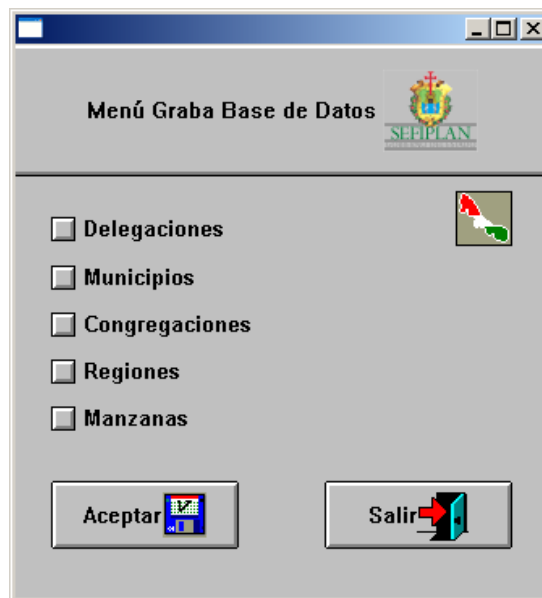 Menú Graba Base de Datos
SEFIPLAN
Delegaciones
Municipios
Congregaciones
Regiones
Manzanas
Aceptar
Salir